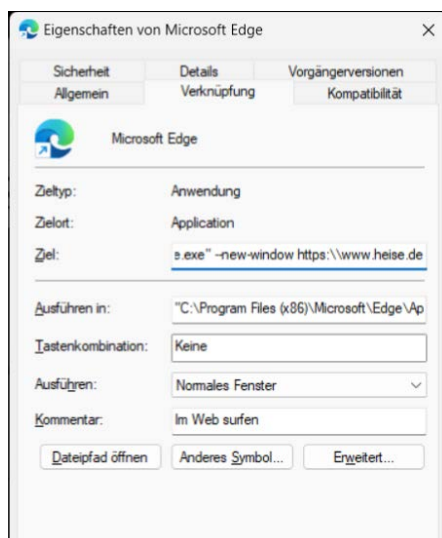 Eigenschaften von Microsoft Edge
Sicherheit Details Vorgängerversionen
Allgemein Verknüpfung Kompatibilität
Microsoft Edge
Zieltyp: Anwendung
Zielort: Application
Ziel: e.exe" --new-window https:\\www.heise.de
Ausführen in: "C:\Program Files (x86)\Microsoft\Edge\Ap
Tastenkombination: Keine
Ausführen: Normales Fenster
Kommentar: Im Web surfen
Dateipfad öffnen Anderes Symbol... Erweitert...